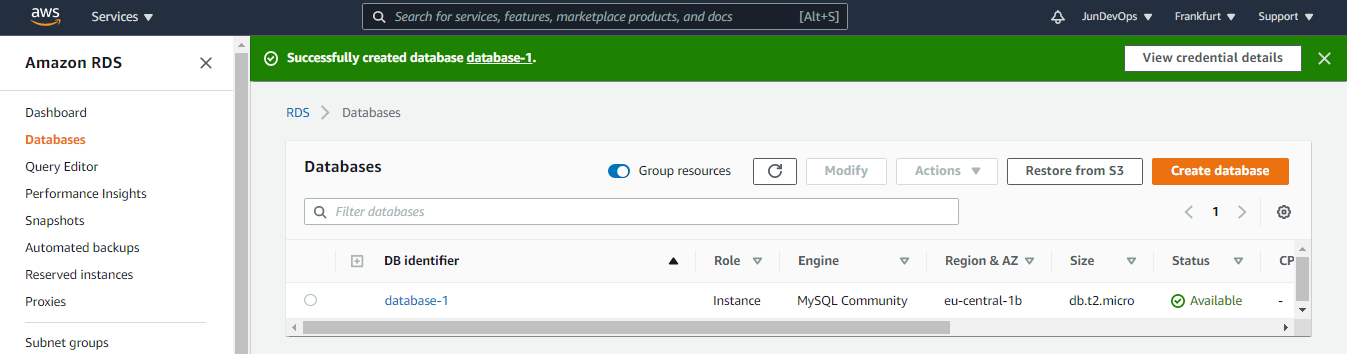 aws Services Search for services, features, marketplace products, and docs [Alt+S] JunDevOps Frankfurt Support
Amazon RDS
Dashboard
Databases
Query Editor
Performance Insights
Snapshots
Automated backups
Reserved instances
Proxies
Subnet groups
Successfully created database database-1. View credential details
RDS > Databases
Databases Group resources Modify Actions Restore from S3 Create database
Filter databases 1
DB identifier Role Engine Region & AZ Size Status CP
database-1 Instance MySQL Community eu-central-1b db.t2.micro Available -